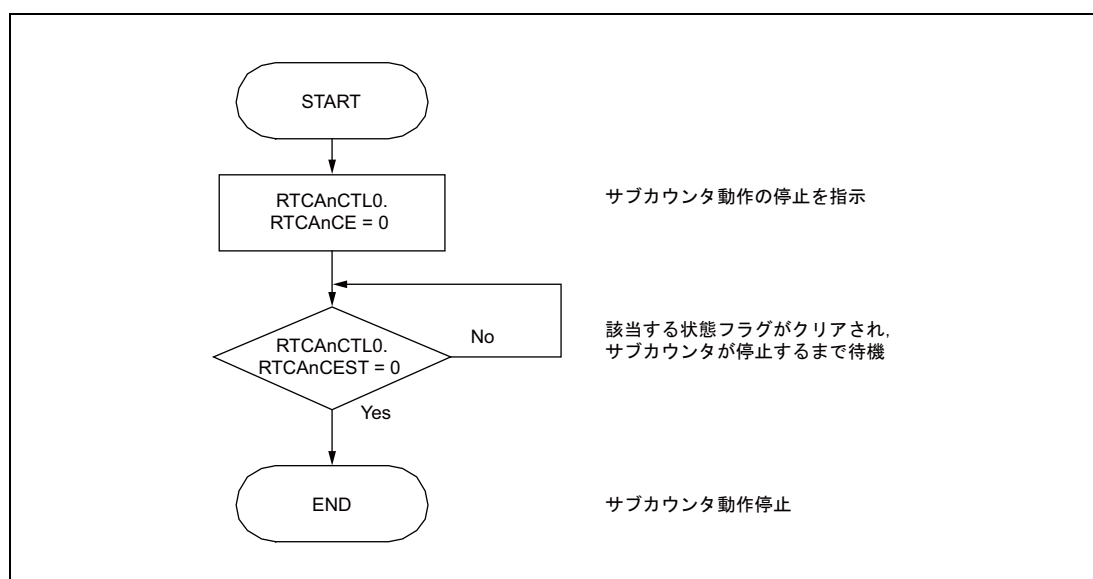 START
RTCAnCTL0.
RTCAnCE = 0
サブカウンタ動作の停止を指示
RTCAnCTL0.
RTCAnCEST = 0
No
該当する状態フラグがクリアされ,
サブカウンタが停止するまで待機
Yes
END
サブカウンタ動作停止